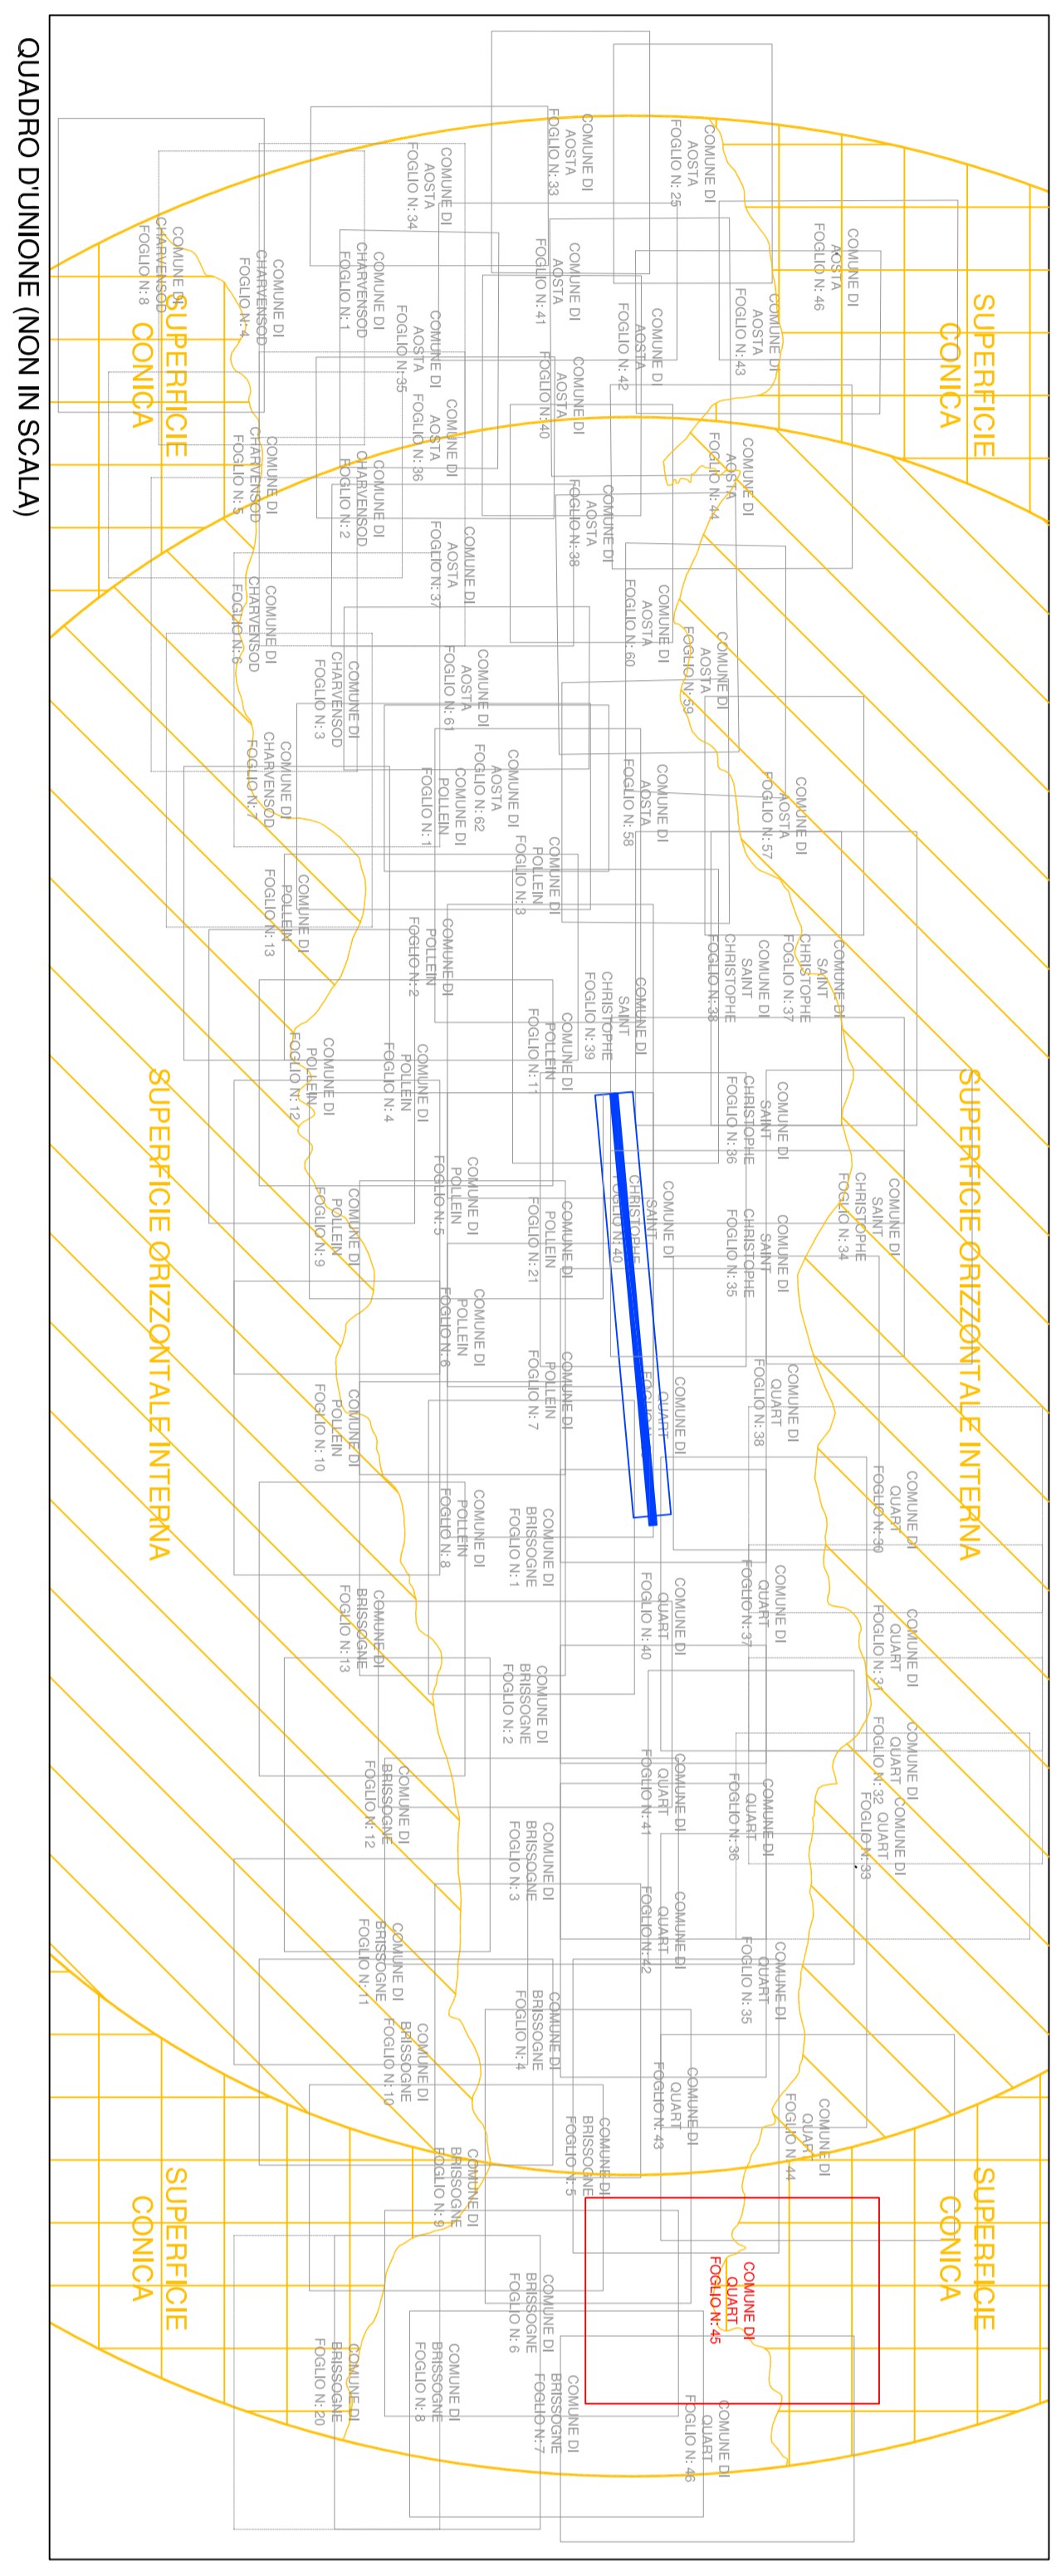 QUADRO D'UNIONE (NON IN SCALA)
SUPERFICIE
CONICA
SUPERFICIE ORIZZONTALE INTERNA
SUPERFICIE
CONICA
COMUNE DI
AOSTA
FOGLIO N: 46
COMUNE DI
AOSTA
FOGLIO N: 25
COMUNE DI
AOSTA
FOGLIO N: 33
COMUNE DI
AOSTA
FOGLIO N: 34
COMUNE DI
AOSTA
FOGLIO N: 43
COMUNE DI
AOSTA
FOGLIO N: 42
COMUNE DI
AOSTA
FOGLIO N: 41
COMUNE DI
AOSTA
FOGLIO N: 40
COMUNE DI
AOSTA
FOGLIO N: 35
COMUNE DI
AOSTA
FOGLIO N: 36
COMUNE DI
AOSTA
FOGLIO N: 44
COMUNE DI
AOSTA
FOGLIO N: 38
COMUNE DI
AOSTA
FOGLIO N: 37
COMUNE DI
AOSTA
FOGLIO N: 60
COMUNE DI
AOSTA
FOGLIO N: 59
COMUNE DI
AOSTA
FOGLIO N: 61
COMUNE DI
AOSTA
FOGLIO N: 62
COMUNE DI
AOSTA
FOGLIO N: 58
COMUNE DI
AOSTA
FOGLIO N: 57
COMUNE DI
CHARVENSOD
FOGLIO N: 8
COMUNE DI
CHARVENSOD
FOGLIO N: 4
COMUNE DI
CHARVENSOD
FOGLIO N: 1
COMUNE DI
CHARVENSOD
FOGLIO N: 5
COMUNE DI
CHARVENSOD
FOGLIO N: 2
COMUNE DI
CHARVENSOD
FOGLIO N: 6
COMUNE DI
CHARVENSOD
FOGLIO N: 3
COMUNE DI
CHARVENSOD
FOGLIO N: 7
COMUNE DI
POLLEIN
FOGLIO N: 1
COMUNE DI
POLLEIN
FOGLIO N: 3
COMUNE DI
POLLEIN
FOGLIO N: 13
COMUNE DI
POLLEIN
FOGLIO N: 2
COMUNE DI
SAINT
CHRISTOPHE
FOGLIO N: 37
COMUNE DI
SAINT
CHRISTOPHE
FOGLIO N: 38
COMUNE DI
SAINT
CHRISTOPHE
FOGLIO N: 39
COMUNE DI
POLLEIN
FOGLIO N: 11
COMUNE DI
POLLEIN
FOGLIO N: 4
COMUNE DI
POLLEIN
FOGLIO N: 12
COMUNE DI
SAINT
CHRISTOPHE
FOGLIO N: 36
COMUNE DI
SAINT
CHRISTOPHE
FOGLIO N: 34
COMUNE DI
SAINT
CHRISTOPHE
FOGLIO N: 35
COMUNE DI
SAINT
CHRISTOPHE
FOGLIO N: 40
COMUNE DI
POLLEIN
FOGLIO N: 21
COMUNE DI
POLLEIN
FOGLIO N: 5
COMUNE DI
POLLEIN
FOGLIO N: 9
COMUNE DI
POLLEIN
FOGLIO N: 6
COMUNE DI
POLLEIN
FOGLIO N: 7
COMUNE DI
POLLEIN
FOGLIO N: 10
COMUNE DI
POLLEIN
FOGLIO N: 8
COMUNE DI
QUART
FOGLIO
COMUNE DI
QUART
FOGLIO N: 38
COMUNE DI
QUART
FOGLIO N: 30
COMUNE DI
QUART
FOGLIO N: 37
COMUNE DI
QUART
FOGLIO N: 40
COMUNE DI
QUART
FOGLIO N: 31
COMUNE DI
QUART
FOGLIO N: 32
COMUNE DI
QUART
FOGLIO N: 33
COMUNE DI
QUART
FOGLIO N: 36
COMUNE DI
QUART
FOGLIO N: 41
COMUNE DI
QUART
FOGLIO N: 42
COMUNE DI
QUART
FOGLIO N: 35
COMUNE DI
QUART
FOGLIO N: 43
COMUNE DI
QUART
FOGLIO N: 44
COMUNE DI
QUART
FOGLIO N: 45
COMUNE DI
QUART
FOGLIO N: 46
COMUNE DI
BRISSOGNE
FOGLIO N: 1
COMUNE DI
BRISSOGNE
FOGLIO N: 13
COMUNE DI
BRISSOGNE
FOGLIO N: 2
COMUNE DI
BRISSOGNE
FOGLIO N: 12
COMUNE DI
BRISSOGNE
FOGLIO N: 3
COMUNE DI
BRISSOGNE
FOGLIO N: 11
COMUNE DI
BRISSOGNE
FOGLIO N: 4
COMUNE DI
BRISSOGNE
FOGLIO N: 10
COMUNE DI
BRISSOGNE
FOGLIO N: 5
COMUNE DI
BRISSOGNE
FOGLIO N: 9
COMUNE DI
BRISSOGNE
FOGLIO N: 6
COMUNE DI
BRISSOGNE
FOGLIO N: 8
COMUNE DI
BRISSOGNE
FOGLIO N: 7
COMUNE DI
BRISSOGNE
FOGLIO N: 20
SUPERFICIE
CONICA
SUPERFICIE ORIZZONTALE INTERNA
SUPERFICIE
CONICA